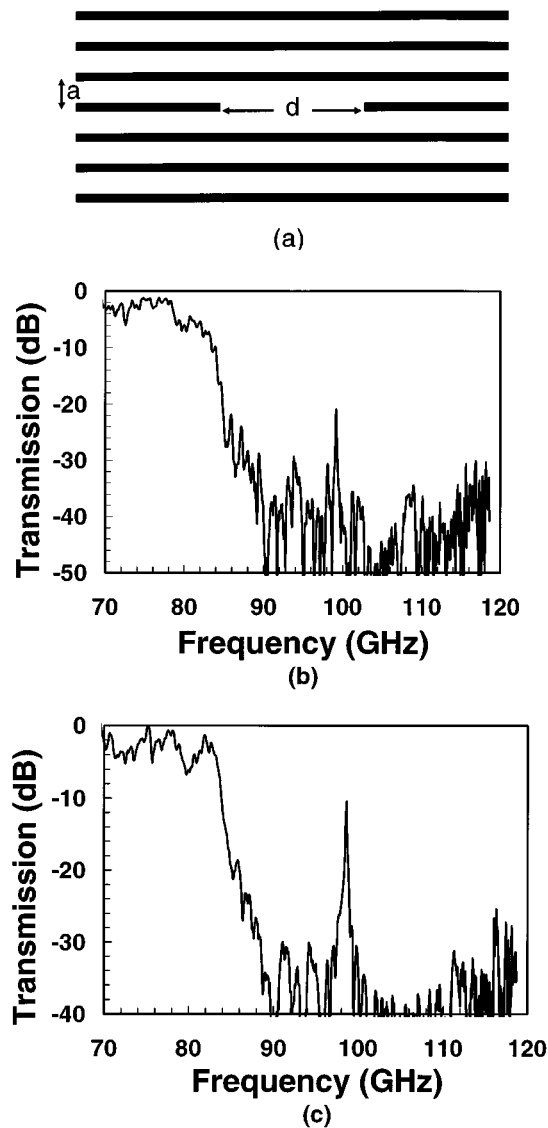 a
d
(a)
0
-10
-20
-30
-40
-50
Transmission (dB)
70 80 90 100 110 120
Frequency (GHz)
(b)
0
-10
-20
-30
-40
Transmission (dB)
70 80 90 100 110 120
Frequency (GHz)
(c)